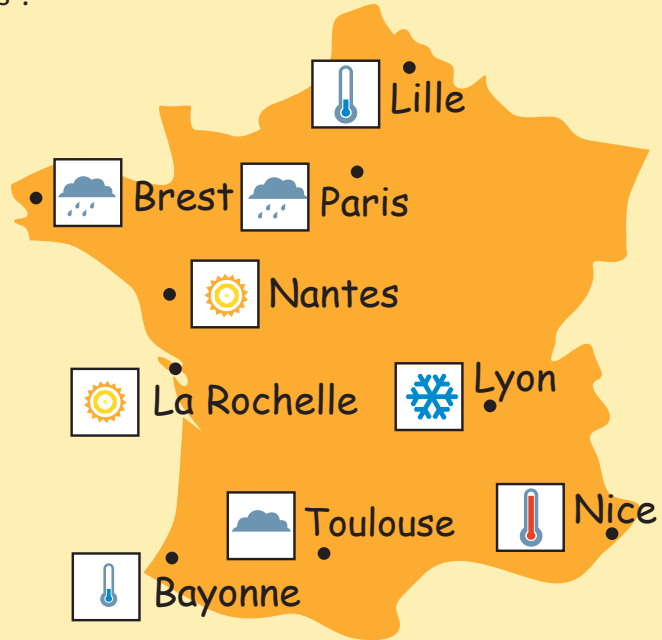 Lille
Brest
Paris
Nantes
Lyon
La Rochelle
Nice
Toulouse
Bayonne